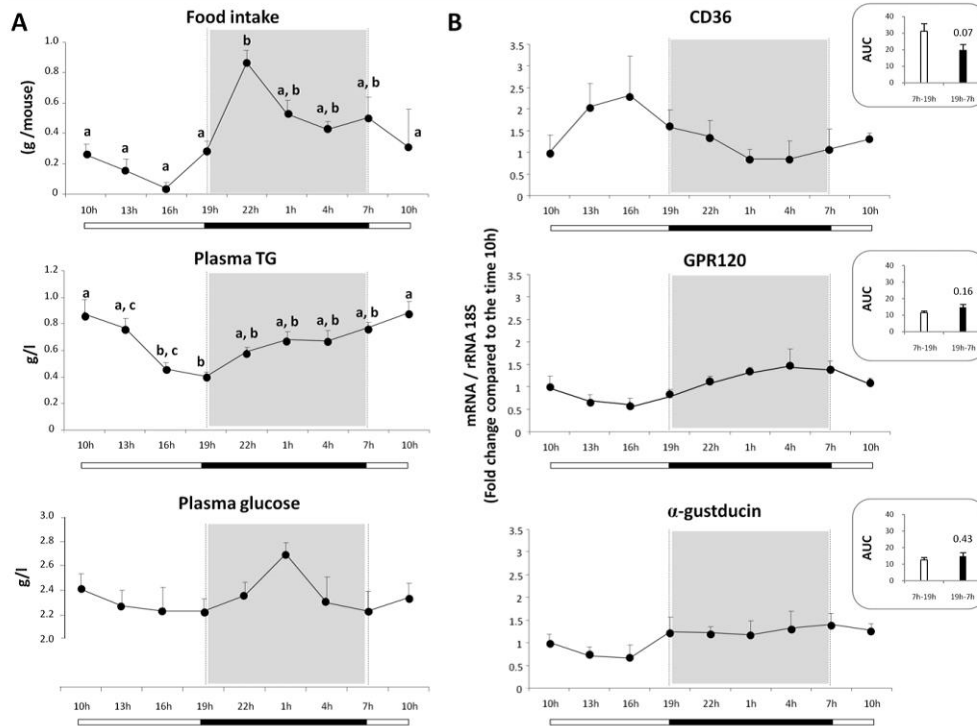 A
Food intake
(g /mouse)
1
0.8
0.6
0.4
0.2
0
a
a
a
a
b
a, b
a, b
a, b
a
10h 13h 16h 19h 22h 1h 4h 7h 10h
Plasma TG
g/l
1.2
1.0
0.8
0.6
0.4
0.2
0.0
a
a, c
b, c
b
a, b
a, b
a, b
a, b
a
10h 13h 16h 19h 22h 1h 4h 7h 10h
Plasma glucose
g/l
3.0
2.8
2.6
2.4
2.2
2.0
10h 13h 16h 19h 22h 1h 4h 7h 10h
B
mRNA / rRNA 18S
(Fold change compared to the time 10h)
CD36
3.5
3
2.5
2
1.5
1
0.5
0
10h 13h 16h 19h 22h 1h 4h 7h 10h
AUC
40
30
20
10
0
0.07
7h-19h 19h-7h
GPR120
3.5
3
2.5
2
1.5
1
0.5
0
10h 13h 16h 19h 22h 1h 4h 7h 10h
AUC
40
30
20
10
0
0.16
7h-19h 19h-7h
α-gustducin
3.5
3
2.5
2
1.5
1
0.5
0
10h 13h 16h 19h 22h 1h 4h 7h 10h
AUC
40
30
20
10
0
0.43
7h-19h 19h-7h